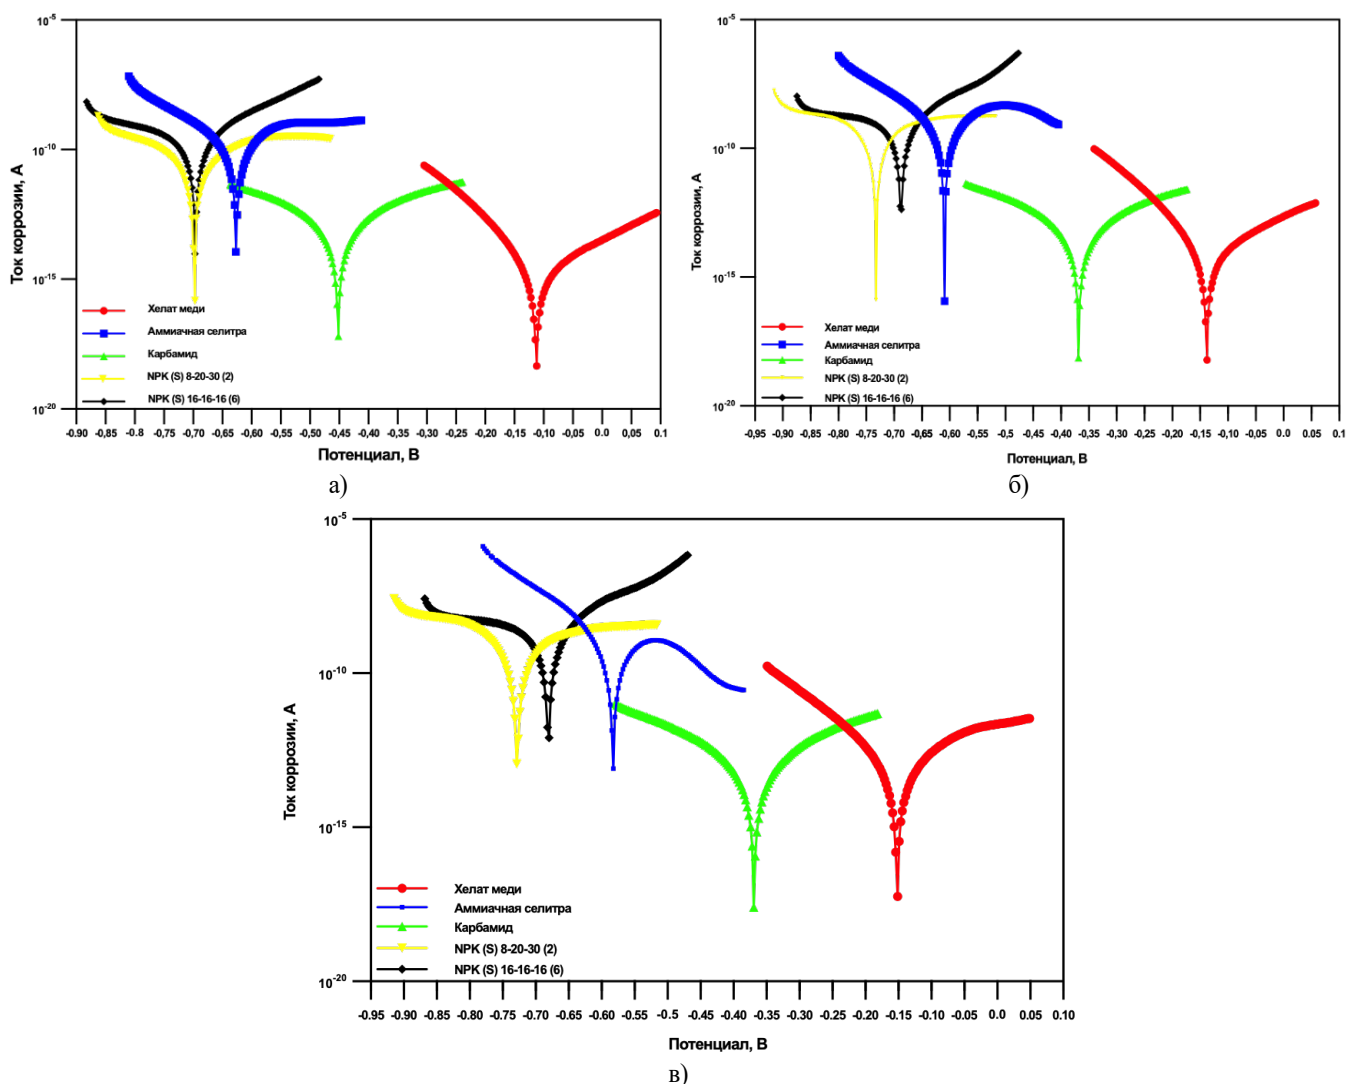 10-5
10-10
10-15
10-20
Ток коррозии, А
Хелат меди
Аммиачная селитра
Карбамид
NPK (S) 8-20-30 (2)
NPK (S) 16-16-16 (6)
-0.90 -0,85 -0,80 -0,75 -0,70 -0,65 -0,60 -0,55 -0,50 -0,45 -0,40 -0,35 -0,30 -0,25 -0,20 -0,15 -0,10 -0,05 0.0 0,05 0.1
Потенциал, В
а)
10-5
10-10
10-15
10-20
Ток коррозии, А
Хелат меди
Аммиачная селитра
Карбамид
NPK (S) 8-20-30 (2)
NPK (S) 16-16-16 (6)
-0,95 -0,90 -0,80 -0,75 -0,70 -0,65 -0,60 -0,55 -0,50 -0,45 -0,40 -0,35 -0,30 -0,25 -0,20 -0,15 -0,10 -0,05 0.0 0,05 0.1
Потенциал, В
б)
10-5
10-10
10-15
10-20
Ток коррозии, А
Хелат меди
Аммиачная селитра
Карбамид
NPK (S) 8-20-30 (2)
NPK (S) 16-16-16 (6)
-0.95 -0.90 -0.80 -0.75 -0.70 -0.65 -0.60 -0.55 -0.50 -0.45 -0.40 -0.37 -0.35 -0.30 -0.25 -0.20 -0.15 -0.10 -0.05 0.0 0.05 0.10
Потенциал, В
в)